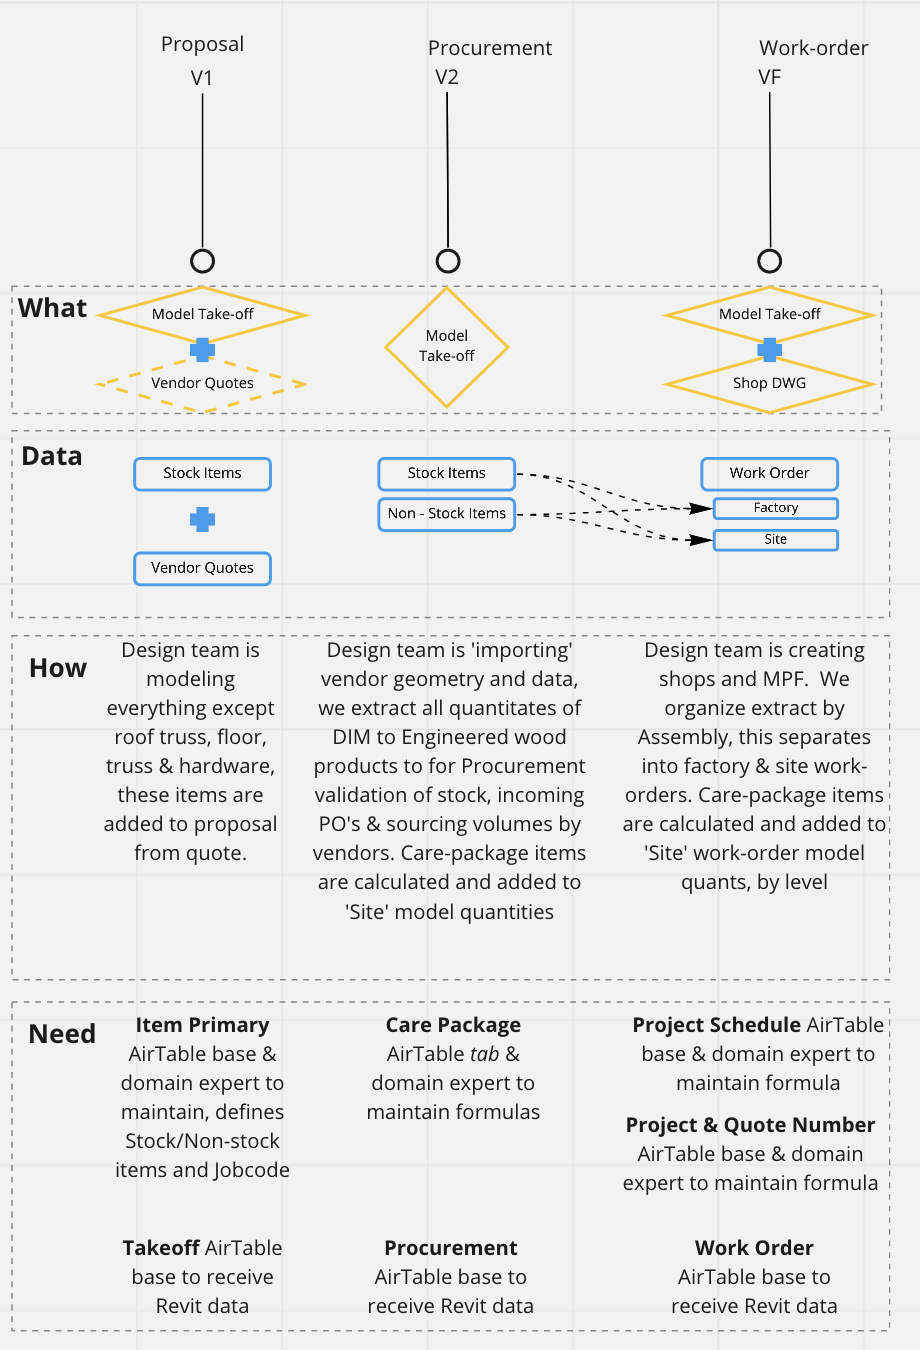 Proposal
V1
Procurement
V2
Work-order
VF
What
Model Take-off
Vendor Quotes
Model
Take-off
Model Take-off
Shop DWG
Data
Stock Items
Vendor Quotes
Stock Items
Non - Stock Items
Work Order
Factory
Site
How
Design team is
modeling
everything except
roof truss, floor,
truss & hardware,
these items are
added to proposal
from quote.
Design team is 'importing'
vendor geometry and data,
we extract all quantitates of
DIM to Engineered wood
products to for Procurement
validation of stock, incoming
PO's & sourcing volumes by
vendors. Care-package items
are calculated and added to
'Site' model quantities
Design team is creating
shops and MPF.  We
organize extract by
Assembly, this separates
into factory & site work-
orders. Care-package items
are calculated and added to
'Site' work-order model
quants, by level
Need
Item Primary
AirTable base &
domain expert to
maintain, defines
Stock/Non-stock
items and Jobcode
Takeoff AirTable
base to receive
Revit data
Care Package
AirTable tab &
domain expert to
maintain formulas
Procurement
AirTable base to
receive Revit data
Project Schedule AirTable
base & domain expert to
maintain formula
Project & Quote Number
AirTable base & domain
expert to maintain formula
Work Order
AirTable base to
receive Revit data